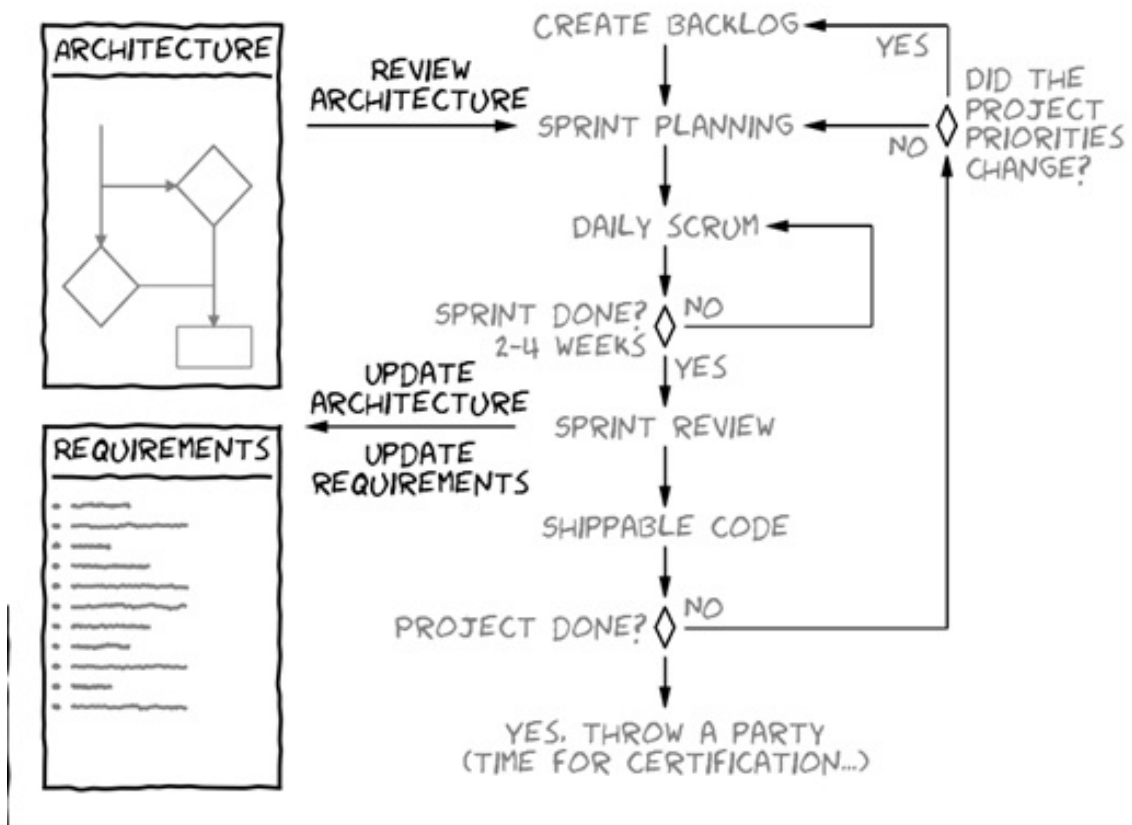 ARCHITECTURE
REVIEW
ARCHITECTURE
CREATE BACKLOG
YES
DID THE
PROJECT
PRIORITIES
CHANGE?
SPRINT PLANNING
NO
DAILY SCRUM
SPRINT DONE?
2-4 WEEKS
NO
YES
UPDATE
ARCHITECTURE
UPDATE
REQUIREMENTS
SPRINT REVIEW
REQUIREMENTS
SHIPPABLE CODE
PROJECT DONE?
NO
YES, THROW A PARTY
(TIME FOR CERTIFICATION...)